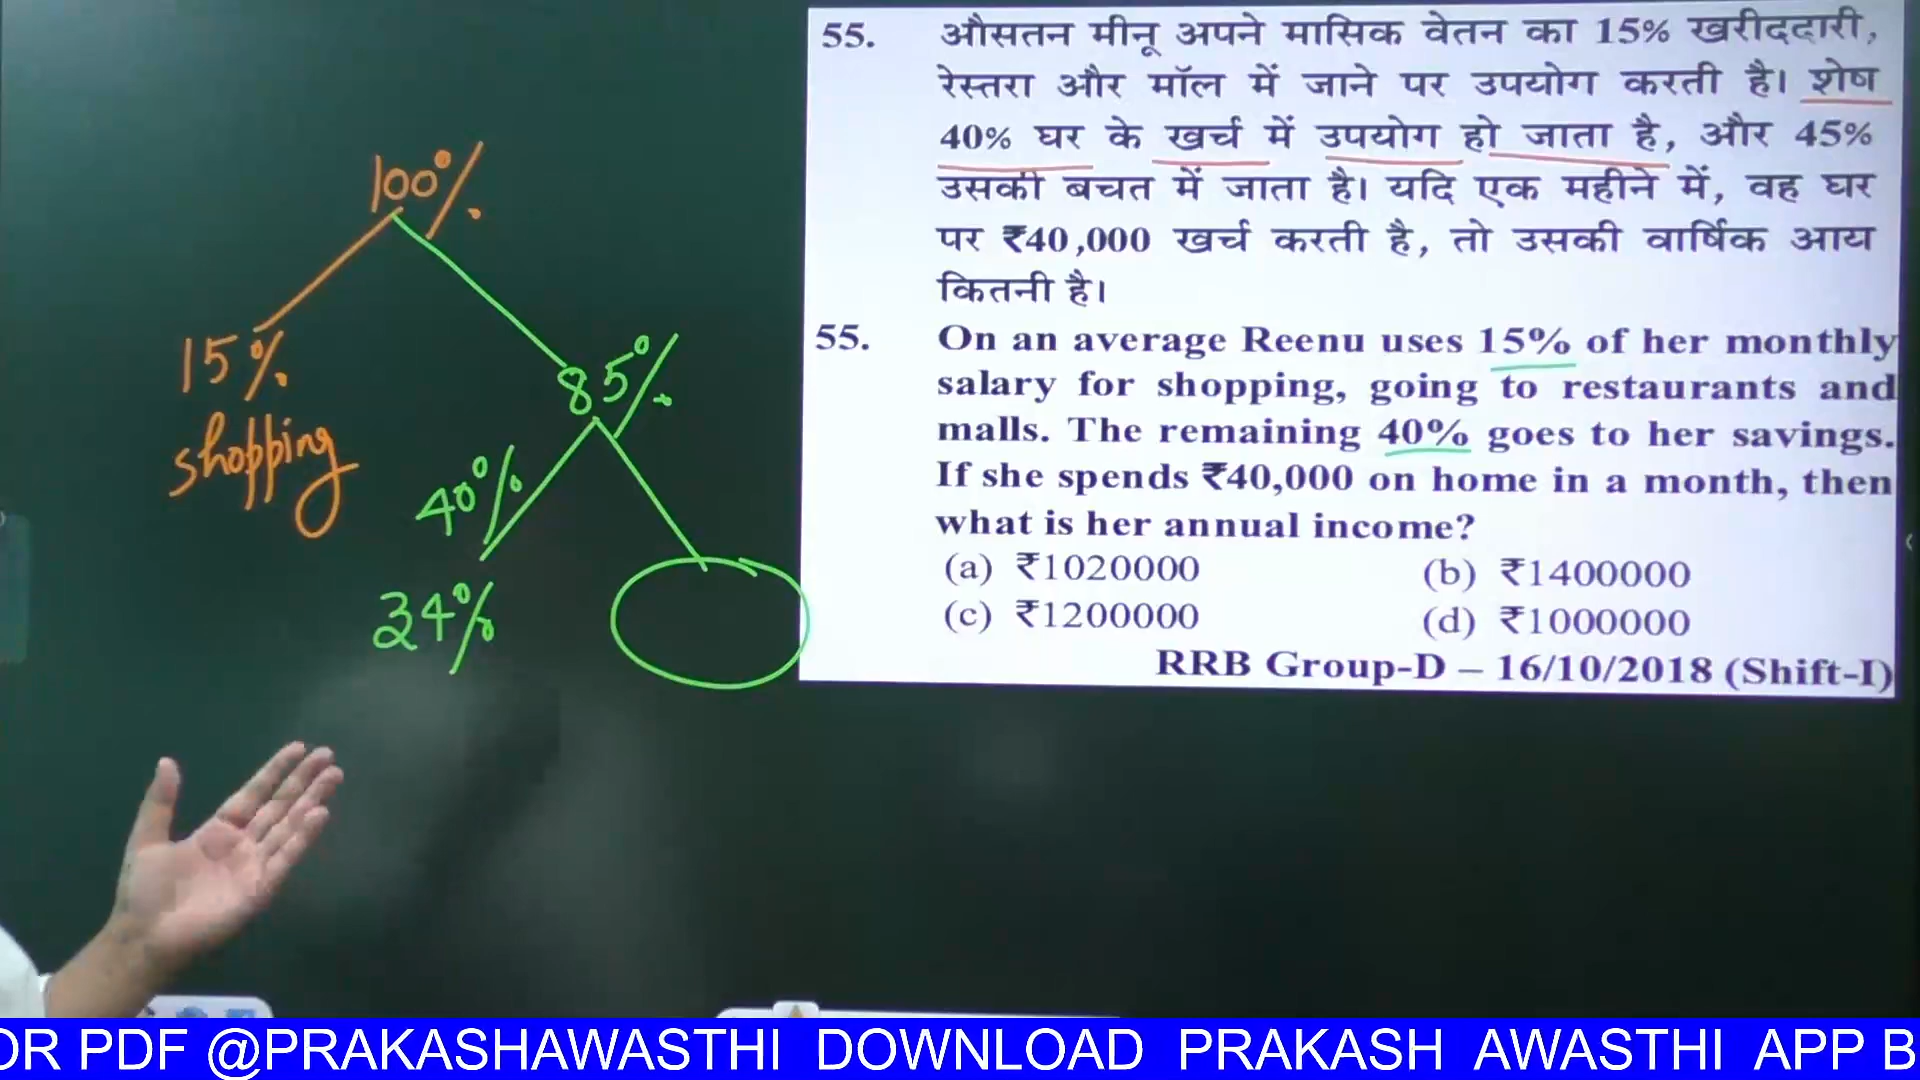 55. औसतन मीनू अपने मासिक वेतन का 15% खरीददारी,
रेस्तरा और मॉल में जाने पर उपयोग करती है। शेष
40% घर के खर्च में उपयोग हो जाता है, और 45%
उसकी बचत में जाता है। यदि एक महीने में, वह घर
पर ₹40,000 खर्च करती है, तो उसकी वार्षिक आय
कितनी है।
55. On an average Reenu uses 15% of her monthly
salary for shopping, going to restaurants and
malls. The remaining 40% goes to her savings.
If she spends ₹40,000 on home in a month, then
what is her annual income?
(a) ₹1020000 (b) ₹1400000
(c) ₹1200000 (d) ₹1000000
RRB Group-D – 16/10/2018 (Shift-I)
100%
15%
shopping
85%
40%
34%
OR PDF @PRAKASHAWASTHI DOWNLOAD PRAKASH AWASTHI APP B